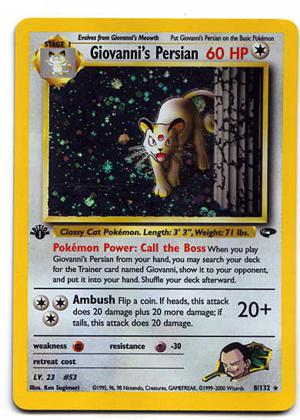 STAGE 1
Evolves from Giovanni's Meowth
Put Giovanni's Persian on the Basic Pokémon
Giovanni's Persian 60 HP
Classy Cat Pokémon. Length: 3' 3", Weight: 71 lbs.
Pokémon Power: Call the Boss When you play
Giovanni's Persian from your hand, you may search your deck
for the Trainer card named Giovanni, show it to your opponent,
and put it into your hand. Shuffle your deck afterward.
Ambush Flip a coin. If heads, this attack
does 20 damage plus 20 more damage; if
tails, this attack does 20 damage.
20+
weakness
resistance
-30
retreat cost
LV. 23 #53
Illus. Ken Sugimori
©1995, 96, 98 Nintendo, Creatures, GAMEFREAK. ©1999-2000 Wizards.
8/132